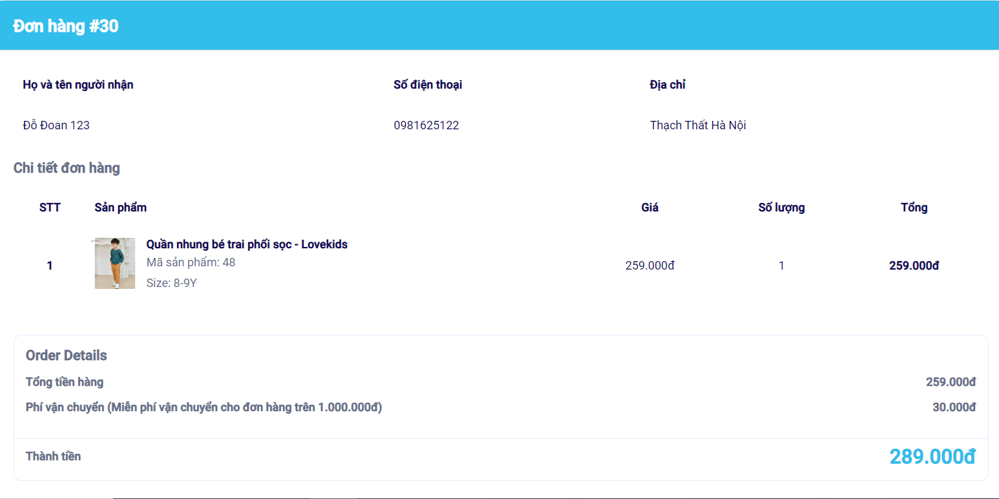 Đơn hàng #30
Họ và tên người nhận Số điện thoại Địa chỉ
Đỗ Đoan 123 0981625122 Thạch Thất Hà Nội
Chi tiết đơn hàng
STT Sản phẩm Giá Số lượng Tổng
Quần nhung bé trai phối sọc - Lovekids
Mã sản phẩm: 48
1 259.000đ 1 259.000đ
Size: 8-9Y
Order Details
Tổng tiền hàng 259.000đ
Phí vận chuyển (Miễn phí vận chuyển cho đơn hàng trên 1.000.000đ) 30.000đ
Thành tiền 289.000đ